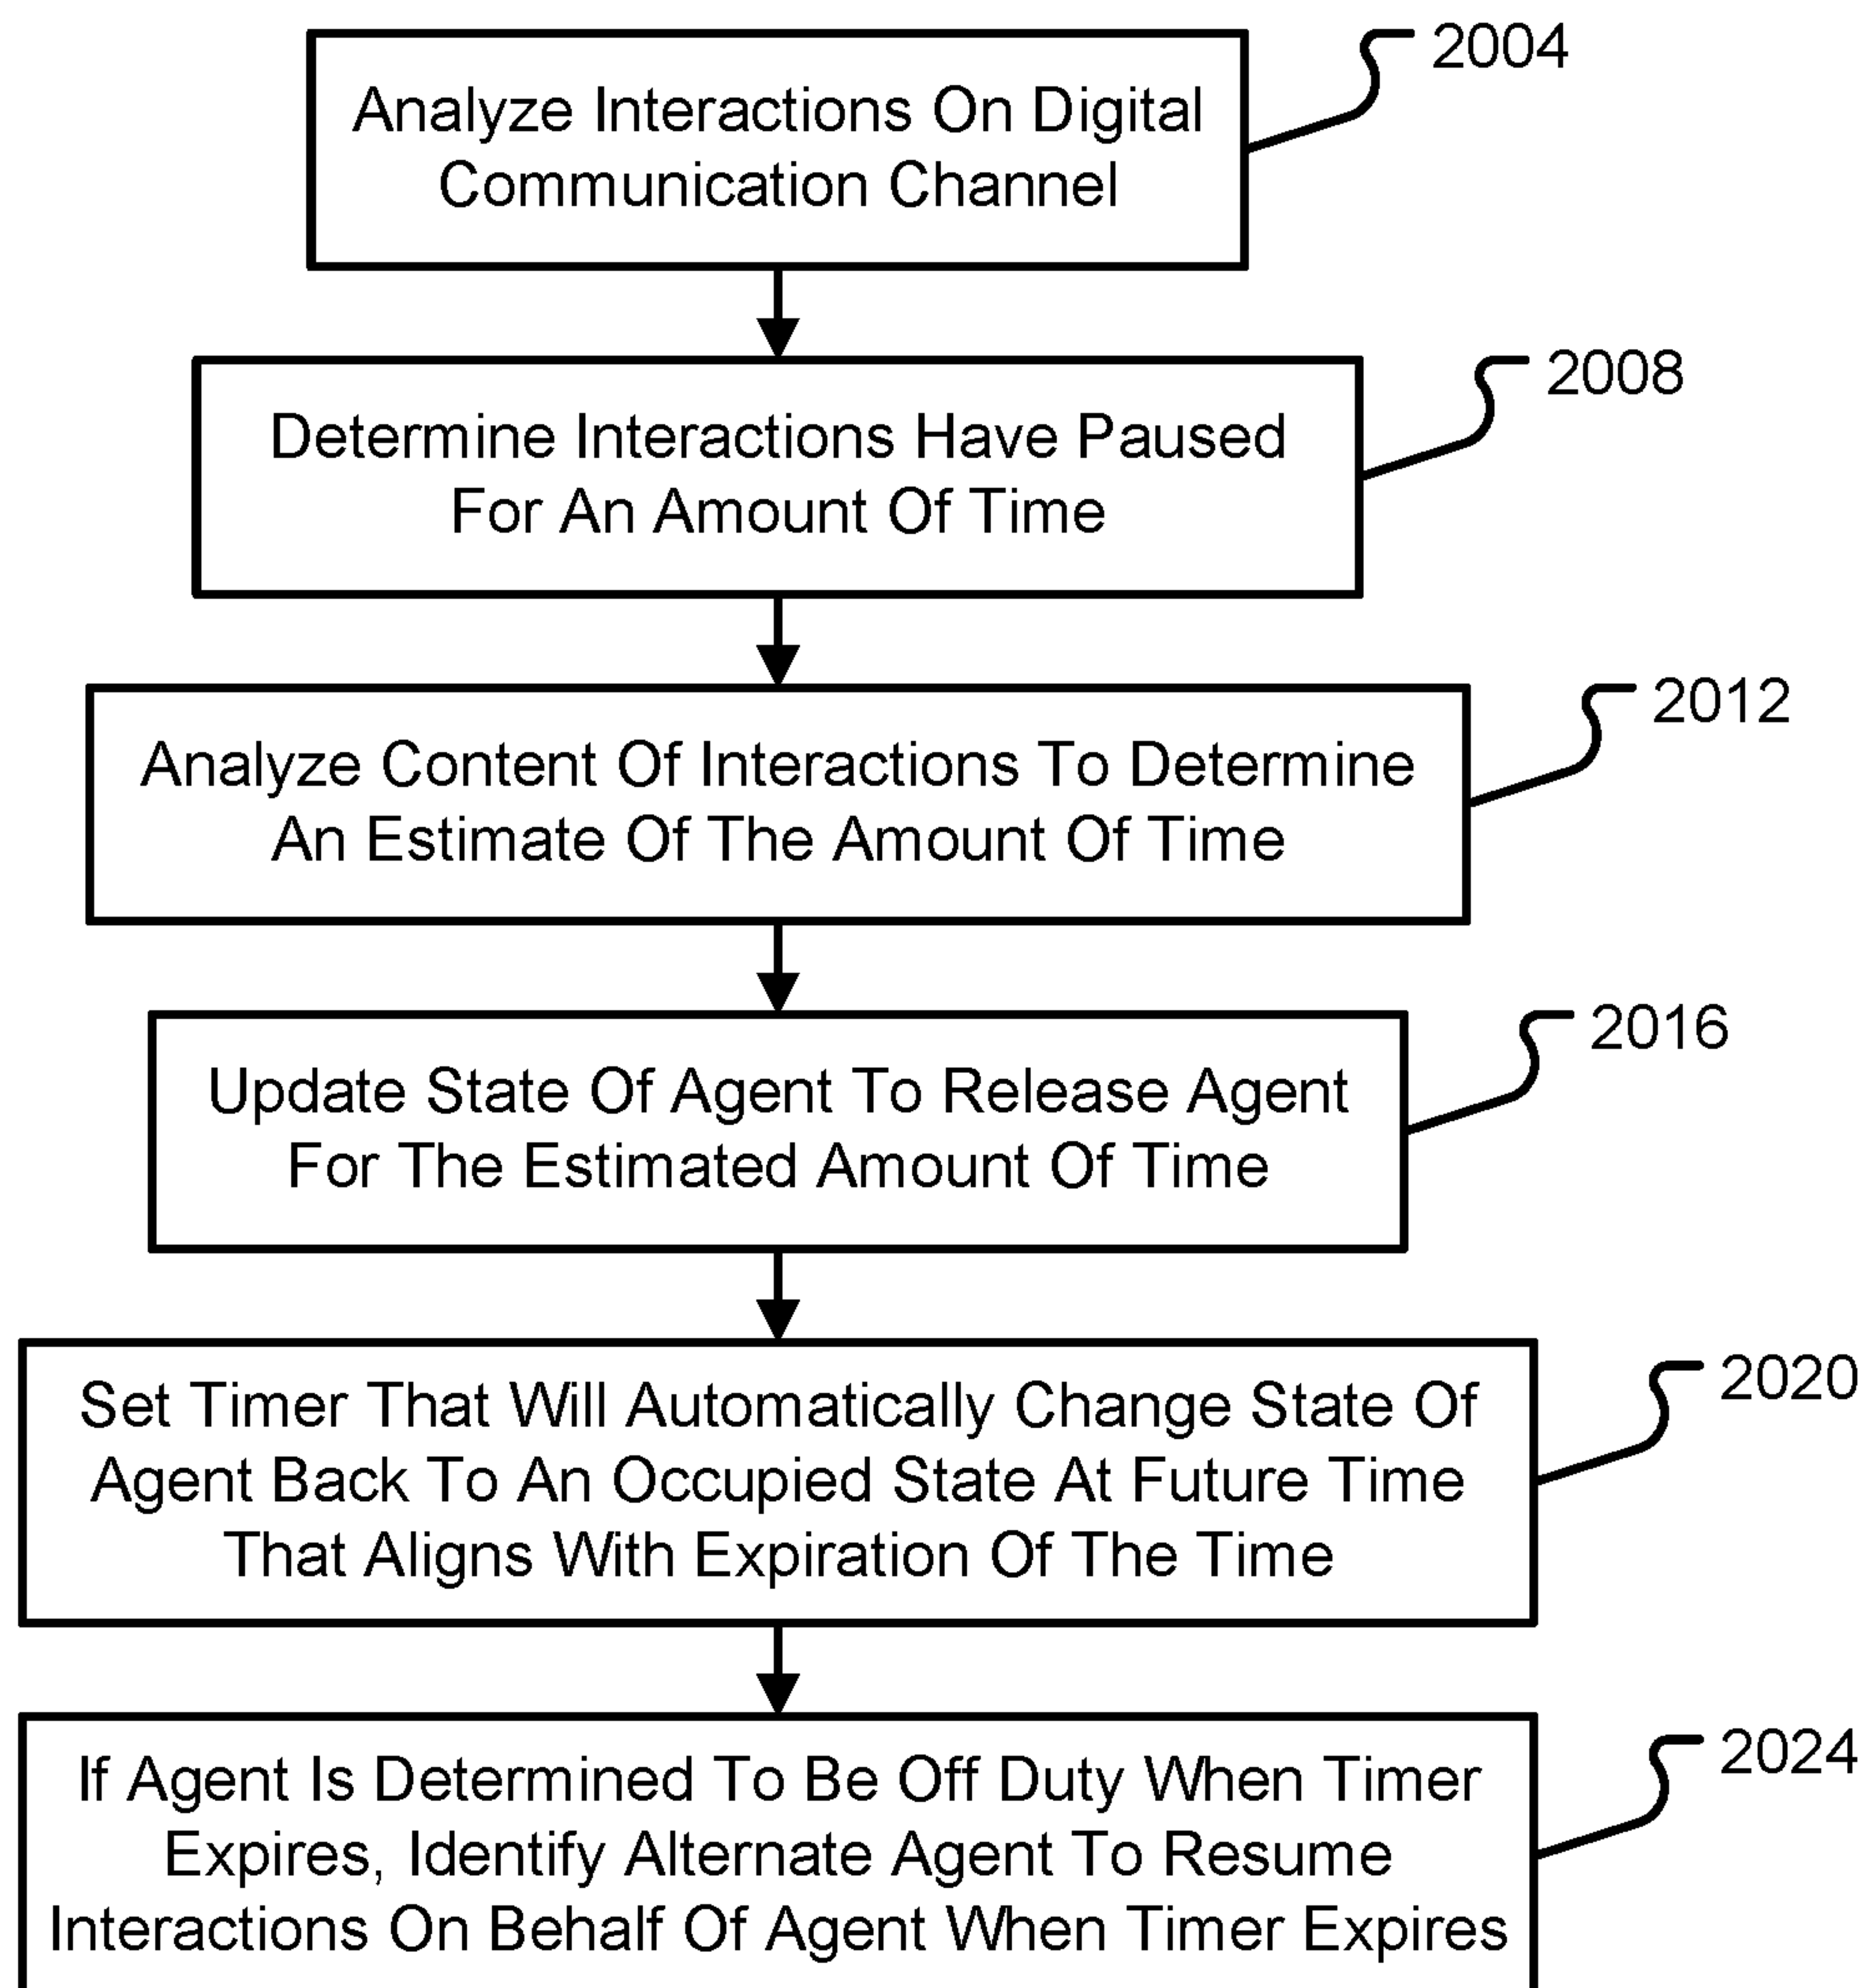 2004
Analyze Interactions On Digital
Communication Channel
2008
Determine Interactions Have Paused
For An Amount Of Time
2012
Analyze Content Of Interactions To Determine
An Estimate Of The Amount Of Time
2016
Update State Of Agent To Release Agent
For The Estimated Amount Of Time
2020
Set Timer That Will Automatically Change State Of
Agent Back To An Occupied State At Future Time
That Aligns With Expiration Of The Time
2024
If Agent Is Determined To Be Off Duty When Timer
Expires, Identify Alternate Agent To Resume
Interactions On Behalf Of Agent When Timer Expires